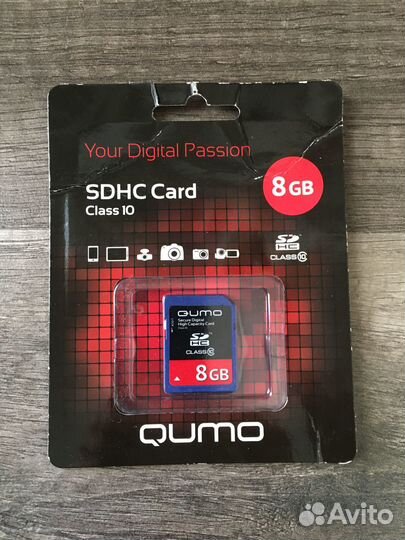 Your Digital Passion
SDHC Card
Class 10
8 GB
SD
HC
CLASS 10
QUMO
Secure Digital
High Capacity Card
SD
HC
CLASS 10
8 GB
QUMO
Avito